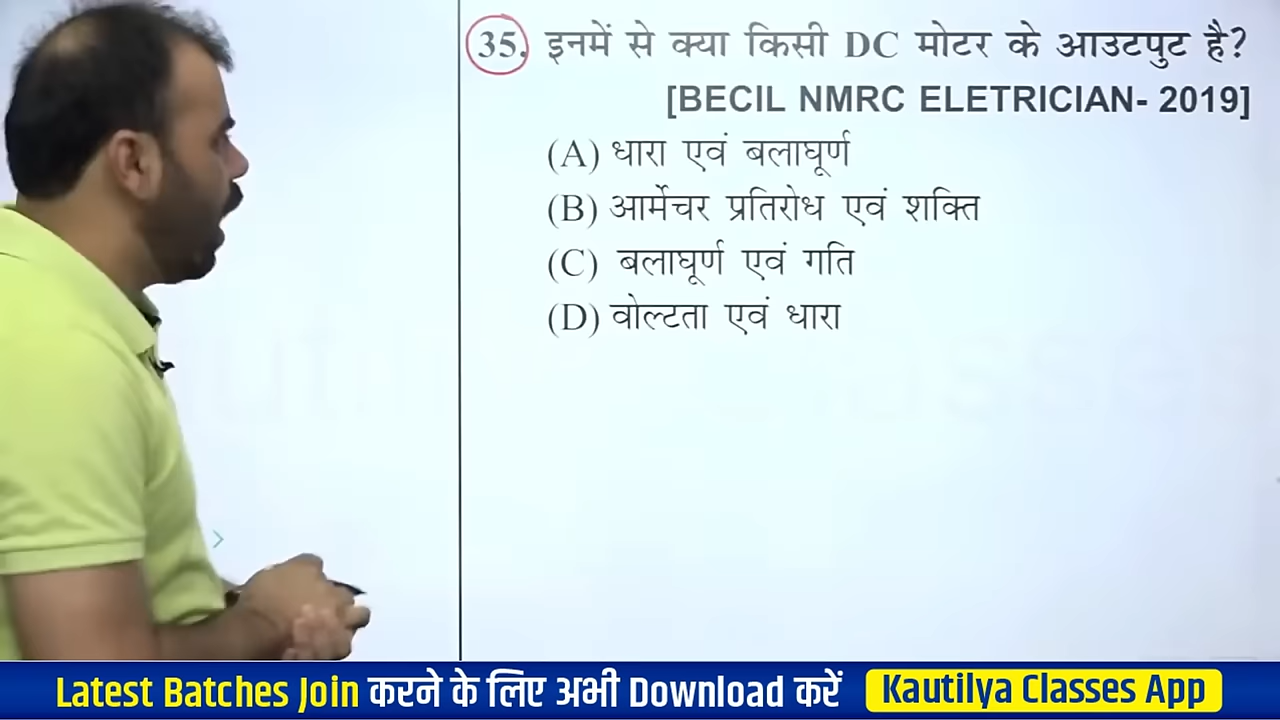 35. इनमें से क्या किसी DC मोटर के आउटपुट है?
[BECIL NMRC ELETRICIAN- 2019]
(A) धारा एवं बलाघूर्ण
(B) आर्मेचर प्रतिरोध एवं शक्ति
(C) बलाघूर्ण एवं गति
(D) वोल्टता एवं धारा
Latest Batches Join करने के लिए अभी Download करें Kautilya Classes App